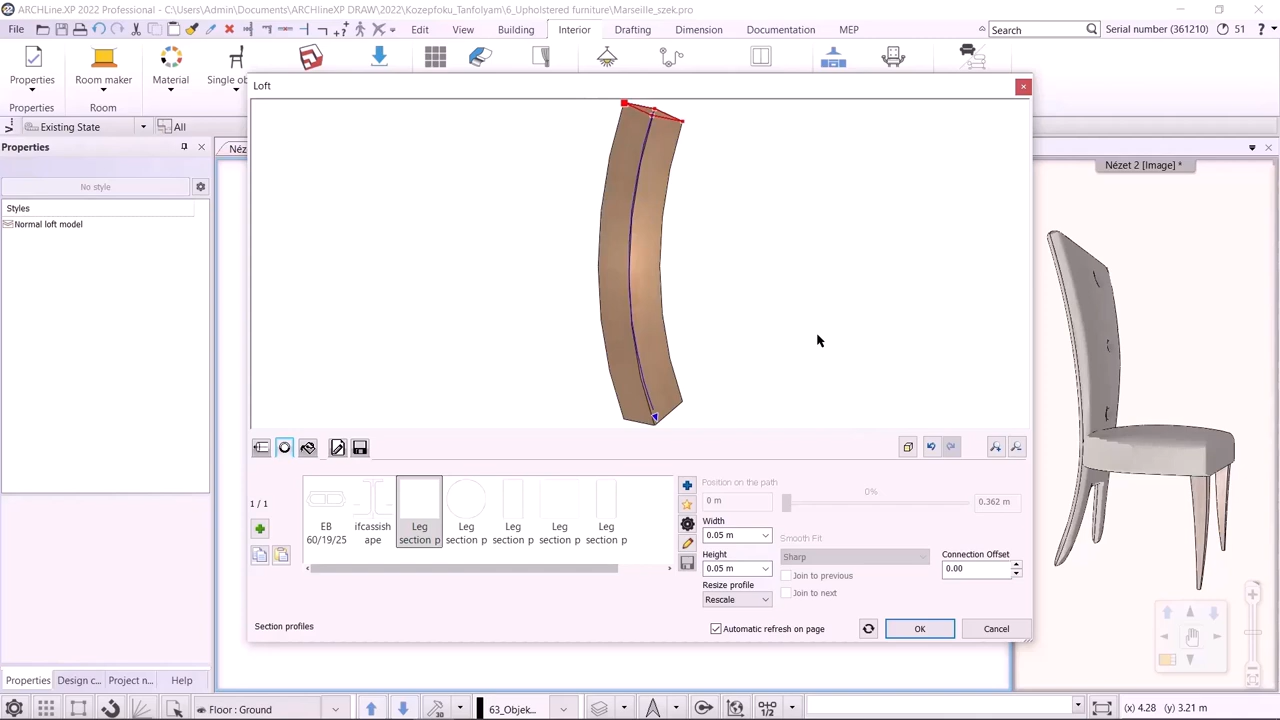 ARCHLine.XP 2022 Professional - C:\Users\Admin\Documents\ARCHlineXP DRAW\2022\Kozepfoku_Tanfolyam\6_Upholstered furniture\Marseille_szek.pro
File
Edit
View
Building
Interior
Drafting
Dimension
Documentation
MEP
Search
Serial number (361210)
51
Properties
Room maker
Material
Single ob
Properties
Room
Existing State
All
Properties
Néz
Nézet 2 [Image] *
No style
Styles
Normal loft model
Loft
1 / 1
EB 60/19/25
ifcassish ape
Leg section p
Leg section p
Leg section p
Leg section p
Leg section p
Section profiles
Position on the path
0 m
0%
0.362 m
Width
0.05 m
Smooth Fit
Sharp
Height
0.05 m
Join to previous
Join to next
Connection Offset
0.00
Resize profile
Rescale
Automatic refresh on page
OK
Cancel
Properties
Design c...
Project n...
Help
Floor : Ground
30
63_Objek...
(x) 4.28 (y) 3.21 m